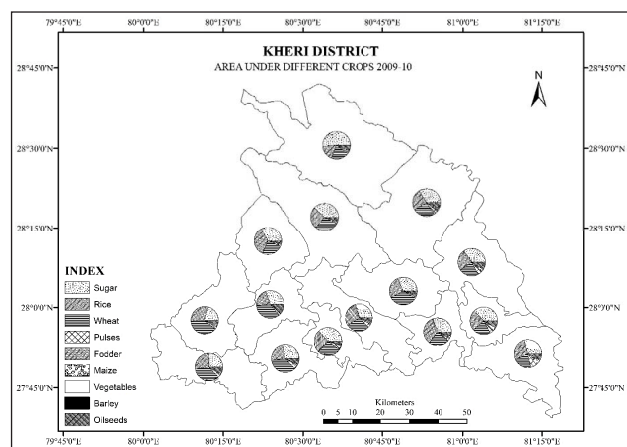 79°45'0"E 80°0'0"E 80°15'0"E 80°30'0"E 80°45'0"E 81°0'0"E 81°15'0"E
KHERI DISTRICT
AREA UNDER DIFFERENT CROPS 2009-10
28°45'0"N 28°45'0"N
N
28°30'0"N 28°30'0"N
28°15'0"N 28°15'0"N
INDEX
Sugar
Rice
28°0'0"N 28°7'0"N
Wheat
Pulses
Fodder
Maize
Vegetables
27°45'0"N 27°45'0"N
Barley
Kilometers
Oilseeds
0 5 10 20 30 40 50
79°45'0"E 80°0'0"E 80°15'0"E 80°30'0"E 80°45'0"E 81°0'0"E 81°15'0"E